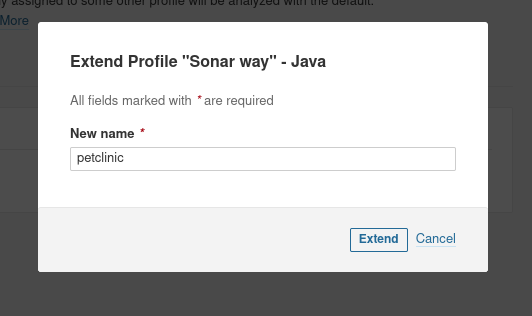 y assigned to some other profile will be analyzed with the default.
More
Extend Profile "Sonar way" - Java
All fields marked with * are required
New name *
petclinic
Extend Cancel